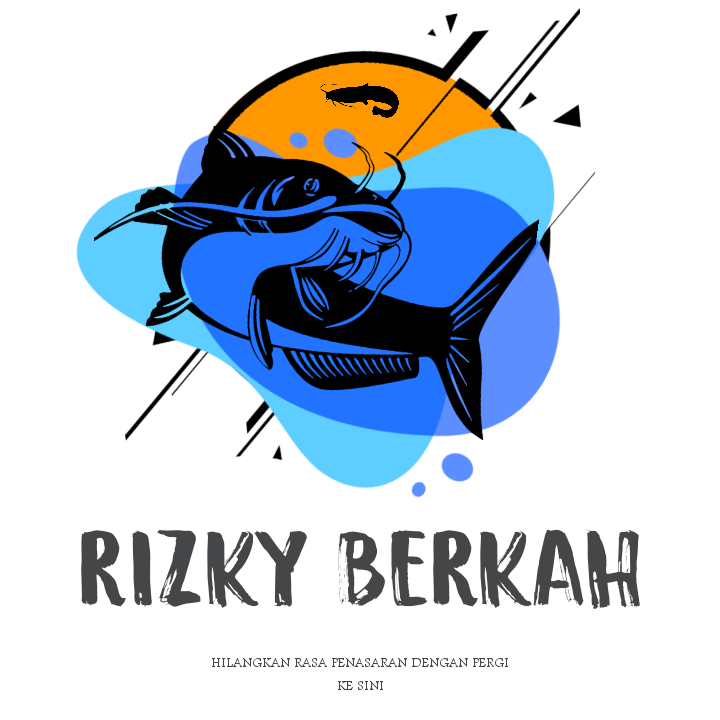 RIZKY BERKAH
HILANGKAN RASA PENASARAN DENGAN PERGI
KE SINI